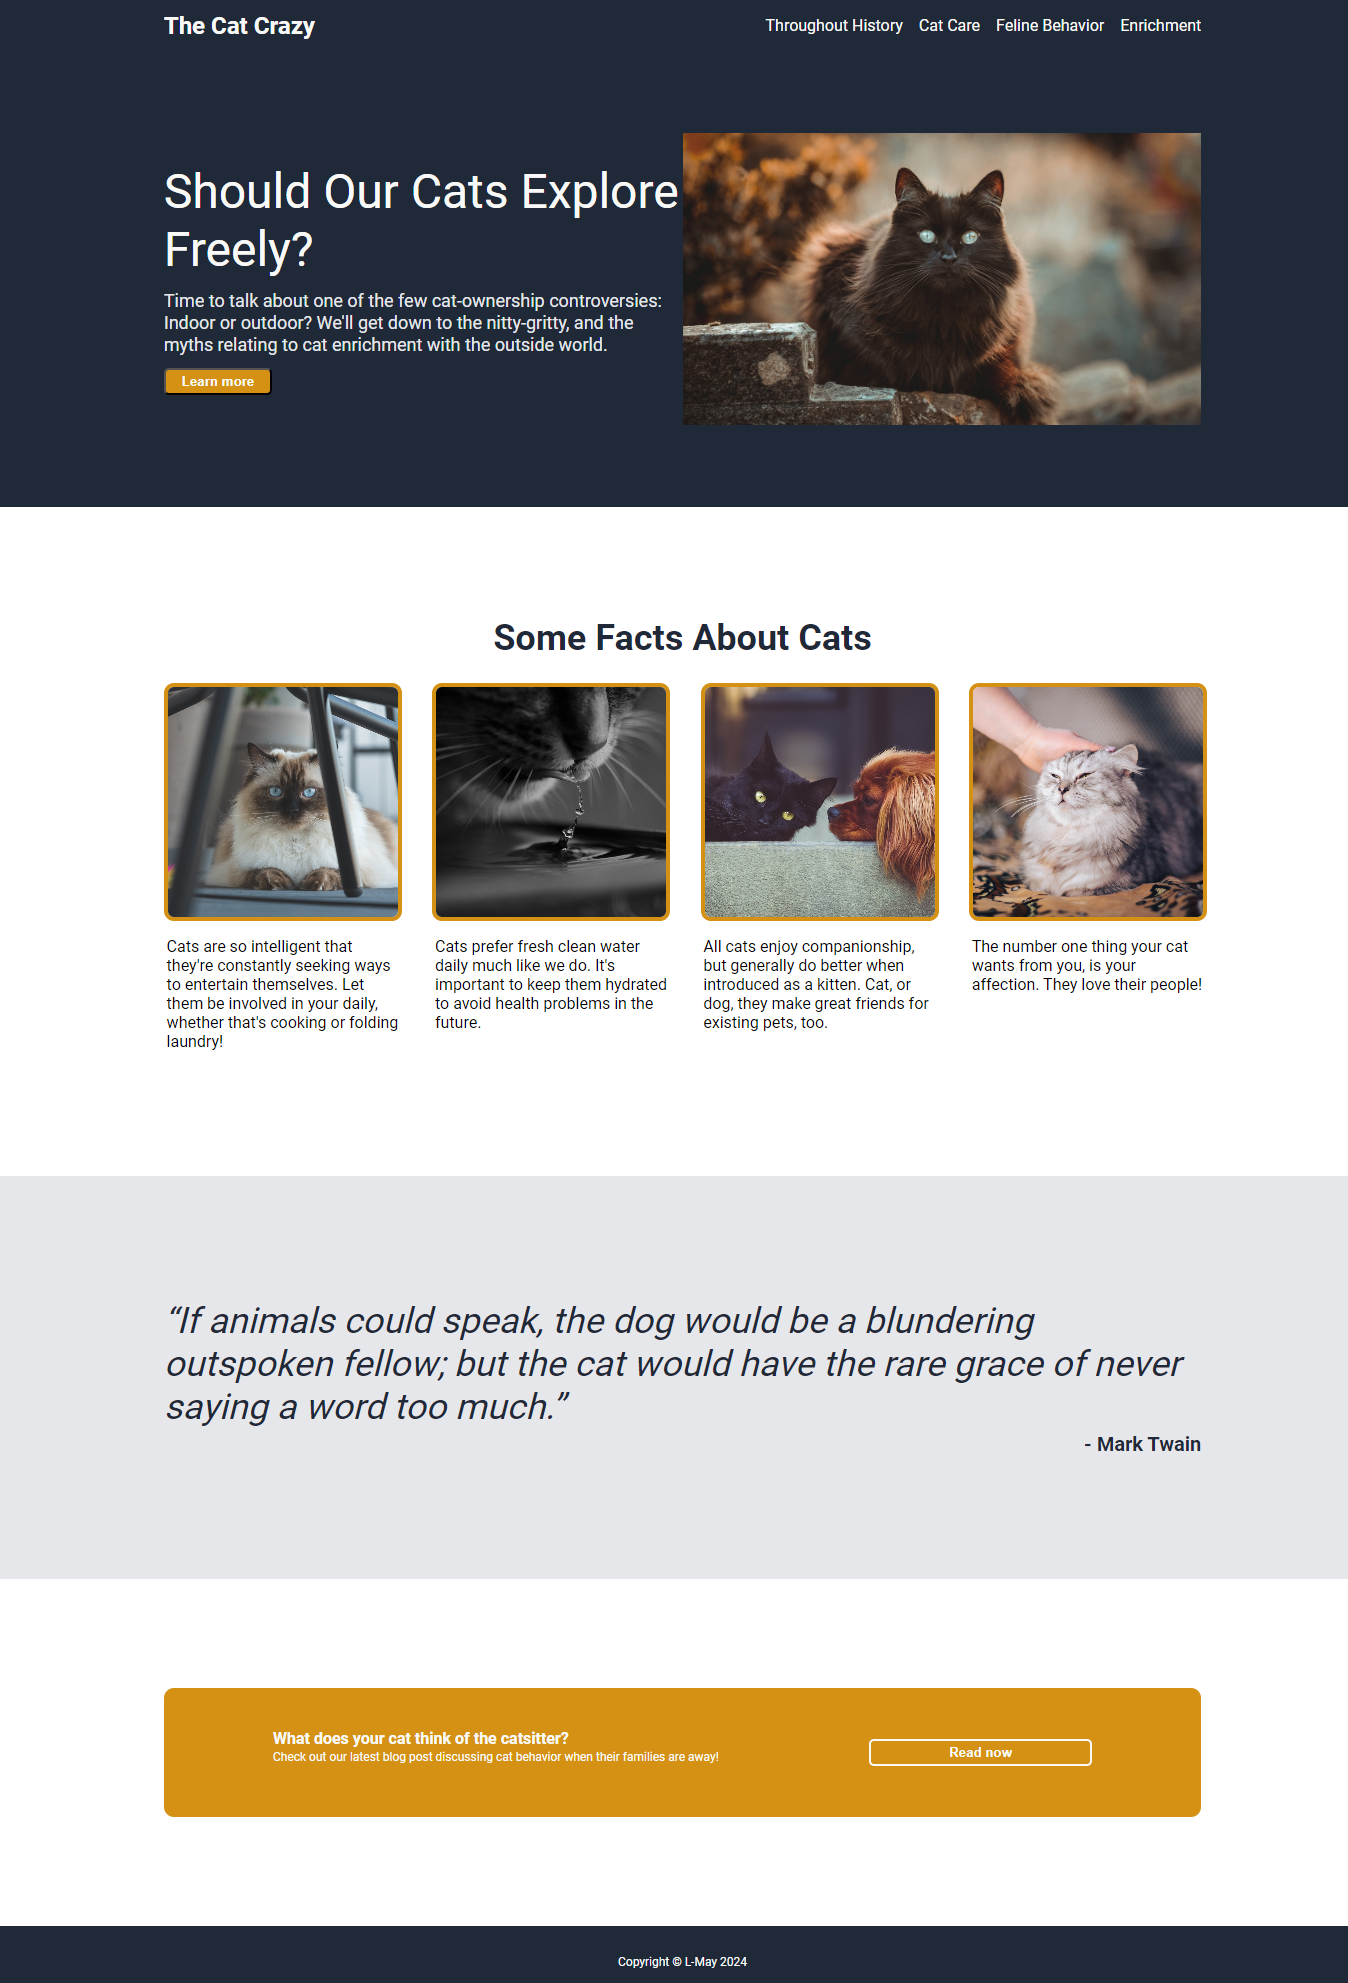 The Cat Crazy
Throughout History Cat Care Feline Behavior Enrichment
Should Our Cats Explore
Freely?
Time to talk about one of the few cat-ownership controversies:
Indoor or outdoor? We'll get down to the nitty-gritty, and the
myths relating to cat enrichment with the outside world.
Learn more
Some Facts About Cats
Cats are so intelligent that
they're constantly seeking ways
to entertain themselves. Let
them be involved in your daily,
whether that's cooking or folding
laundry!
Cats prefer fresh clean water
daily much like we do. It's
important to keep them hydrated
to avoid health problems in the
future.
All cats enjoy companionship,
but generally do better when
introduced as a kitten. Cat, or
dog, they make great friends for
existing pets, too.
The number one thing your cat
wants from you, is your
affection. They love their people!
“If animals could speak, the dog would be a blundering
outspoken fellow; but the cat would have the rare grace of never
saying a word too much.”
- Mark Twain
What does your cat think of the catsitter?
Check out our latest blog post discussing cat behavior when their families are away!
Read now
Copyright © L-May 2024